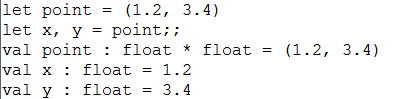 let point = (1.2, 3.4)
let x, y = point;;
val point : float * float = (1.2, 3.4)
val x : float = 1.2
val y : float = 3.4